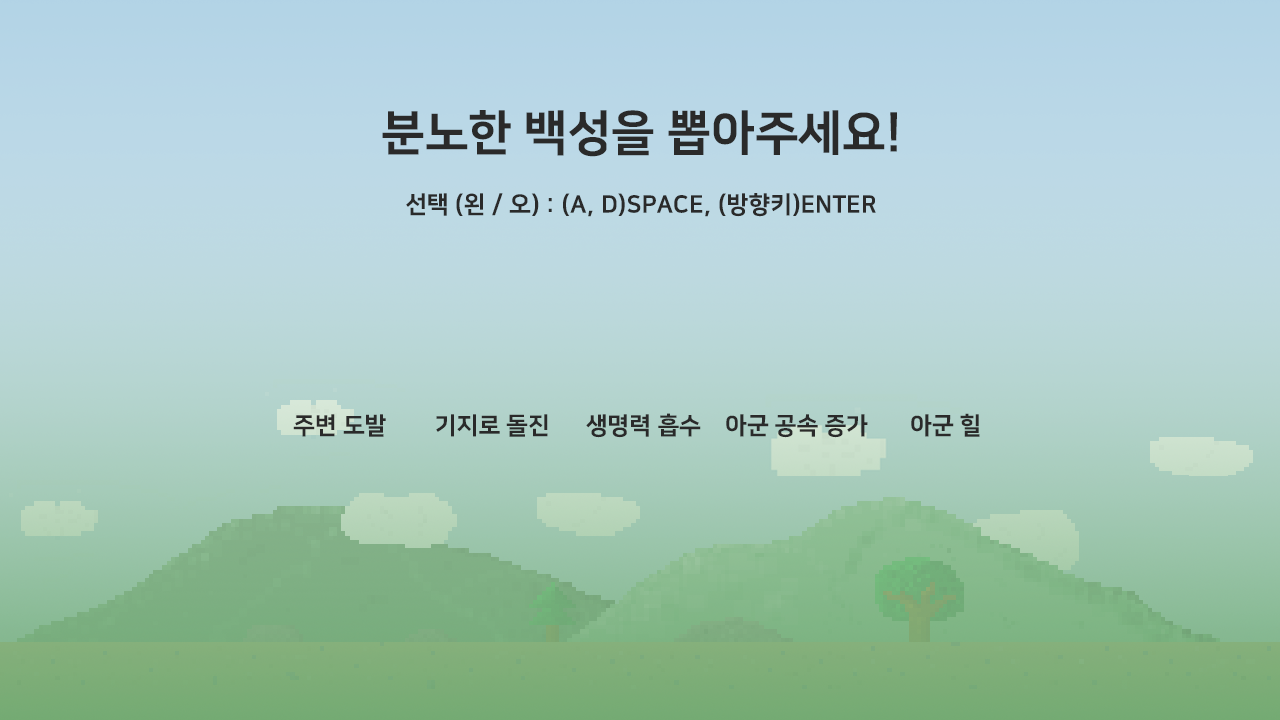 분노한 백성을 뽑아주세요!
선택 (왼 / 오) : (A, D)SPACE, (방향키)ENTER
주변 도발 기지로 돌진 생명력 흡수 아군 공속 증가 아군 힐